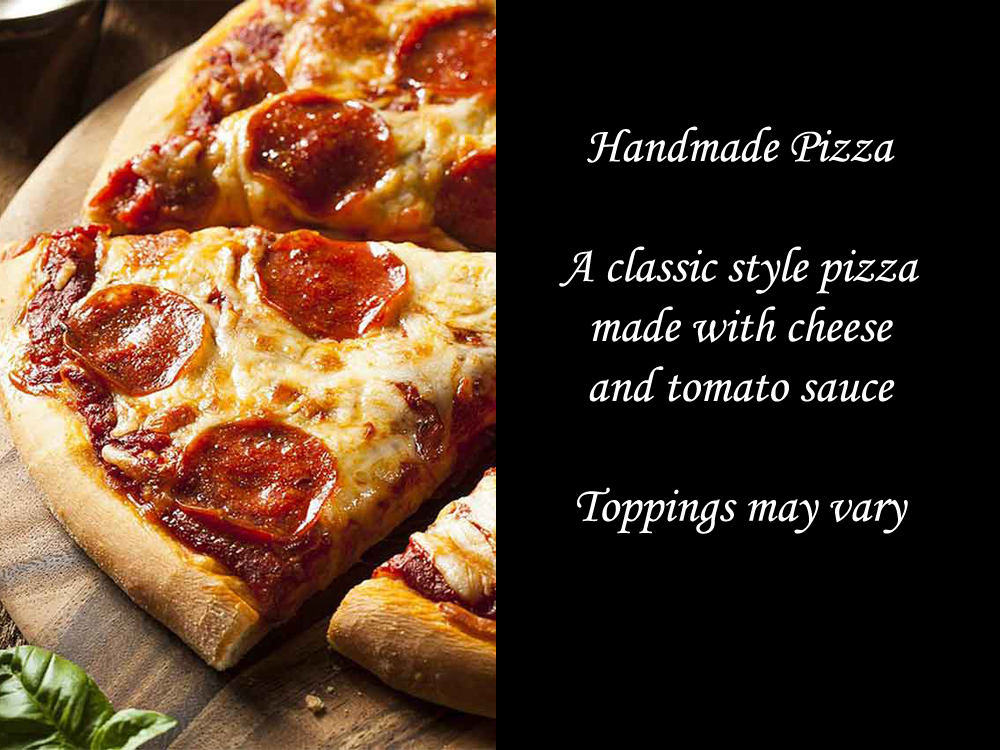 Handmade Pizza
A classic style pizza
made with cheese
and tomato sauce
Toppings may vary